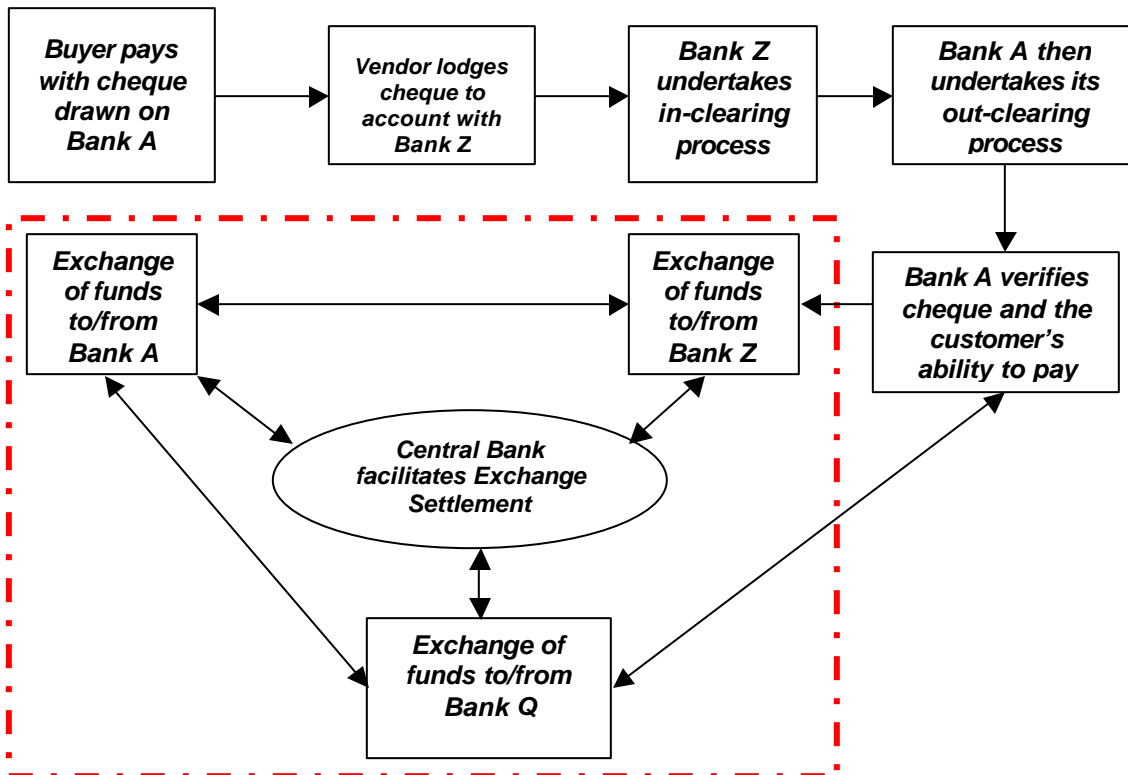 Buyer pays
with cheque
drawn on
Bank A
Vendor lodges
cheque to
account with
Bank Z
Bank Z
undertakes
in-clearing
process
Bank A then
undertakes its
out-clearing
process
Exchange
of funds
to/from
Bank A
Exchange
of funds
to/from
Bank Z
Bank A verifies
cheque and the
customer’s
ability to pay
Central Bank
facilitates Exchange
Settlement
Exchange of
funds to/from
Bank Q